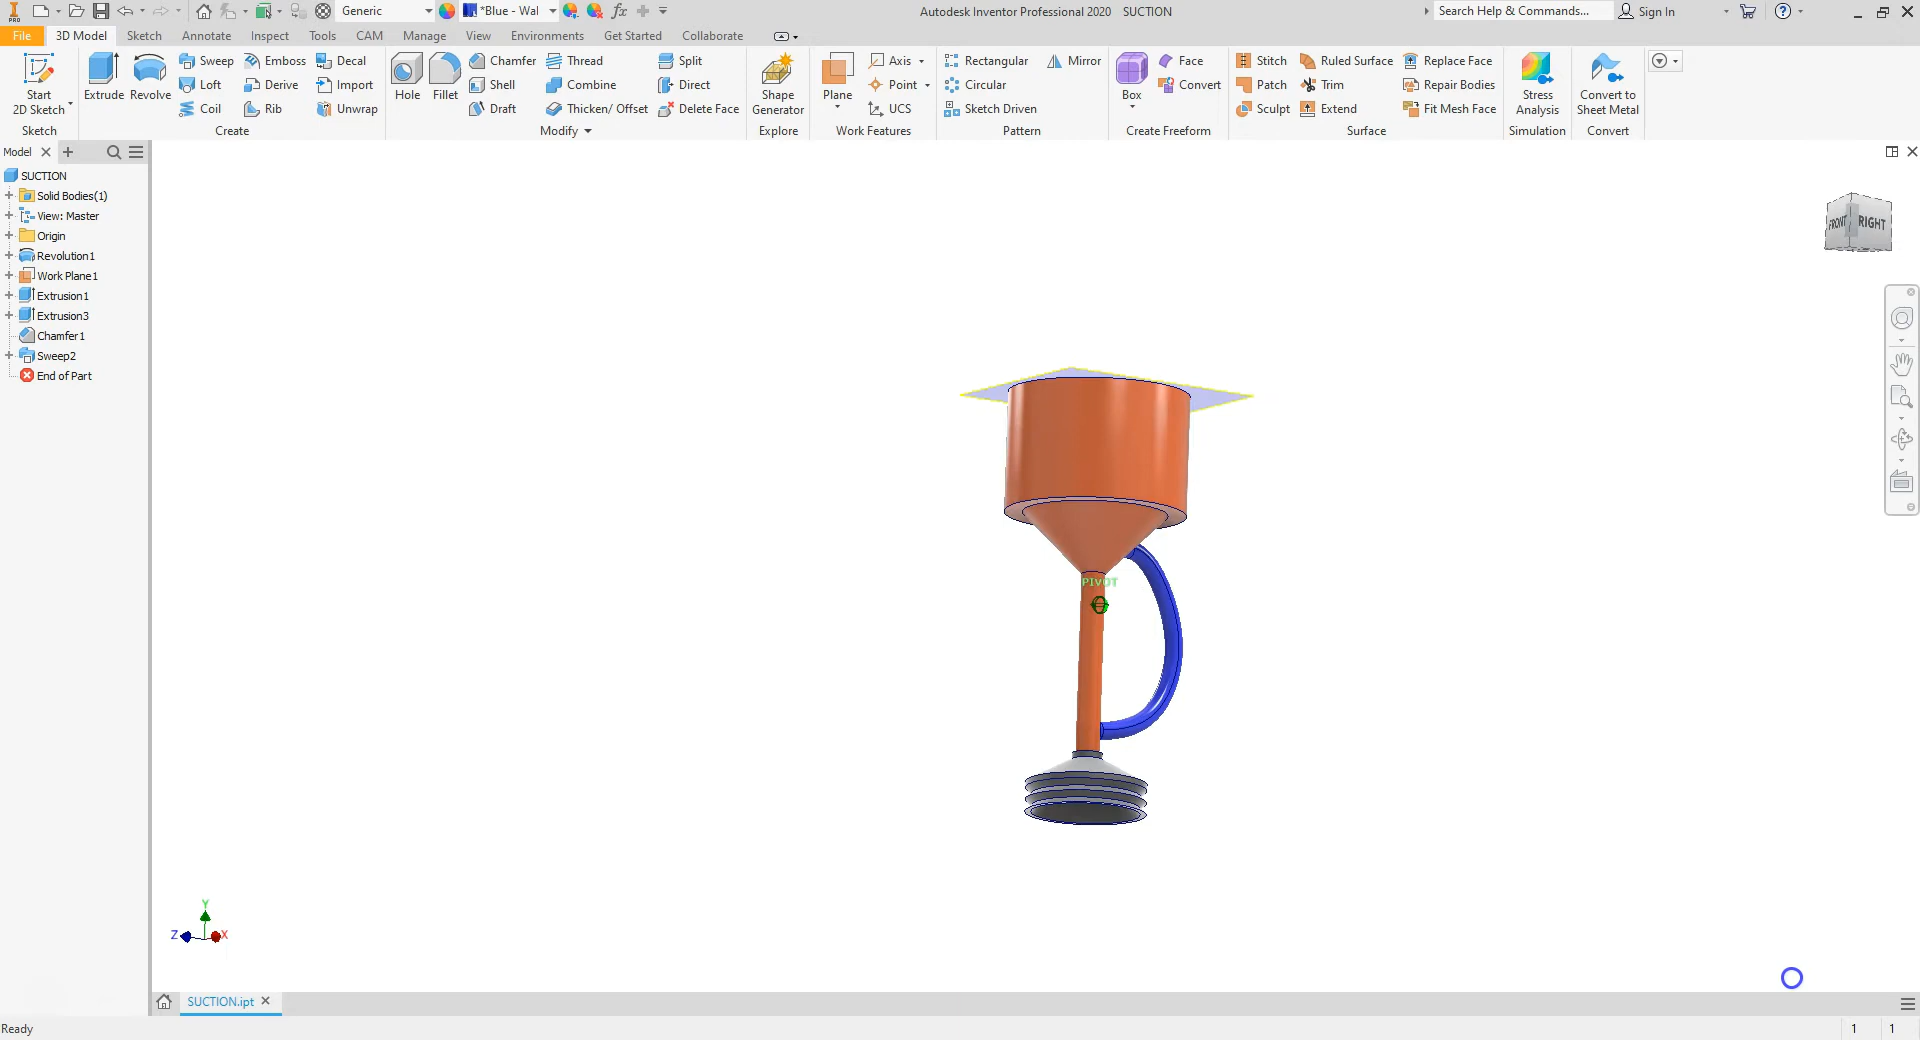 PRO
Generic
*Blue - Wal
fx
Autodesk Inventor Professional 2020 SUCTION
Search Help & Commands...
Sign In
File 3D Model Sketch Annotate Inspect Tools CAM Manage View Environments Get Started Collaborate
Start
2D Sketch
Sketch
Extrude
Revolve
Sweep Emboss Decal
Loft Derive Import
Coil Rib Unwrap
Create
Hole
Fillet
Chamfer Thread Split
Shell Combine Direct
Draft Thicken/ Offset Delete Face
Modify
Shape
Generator
Explore
Plane
Axis
Point
UCS
Work Features
Rectangular Mirror
Circular
Sketch Driven
Pattern
Box
Face
Convert
Create Freeform
Stitch Ruled Surface Replace Face
Patch Trim Repair Bodies
Sculpt Extend Fit Mesh Face
Surface
Stress
Analysis
Simulation
Convert to
Sheet Metal
Convert
Model
SUCTION
Solid Bodies(1)
View: Master
Origin
Revolution1
Work Plane1
Extrusion1
Extrusion3
Chamfer1
Sweep2
End of Part
FRONT RIGHT
PIVOT
Y
Z X
SUCTION.ipt
Ready
1 1